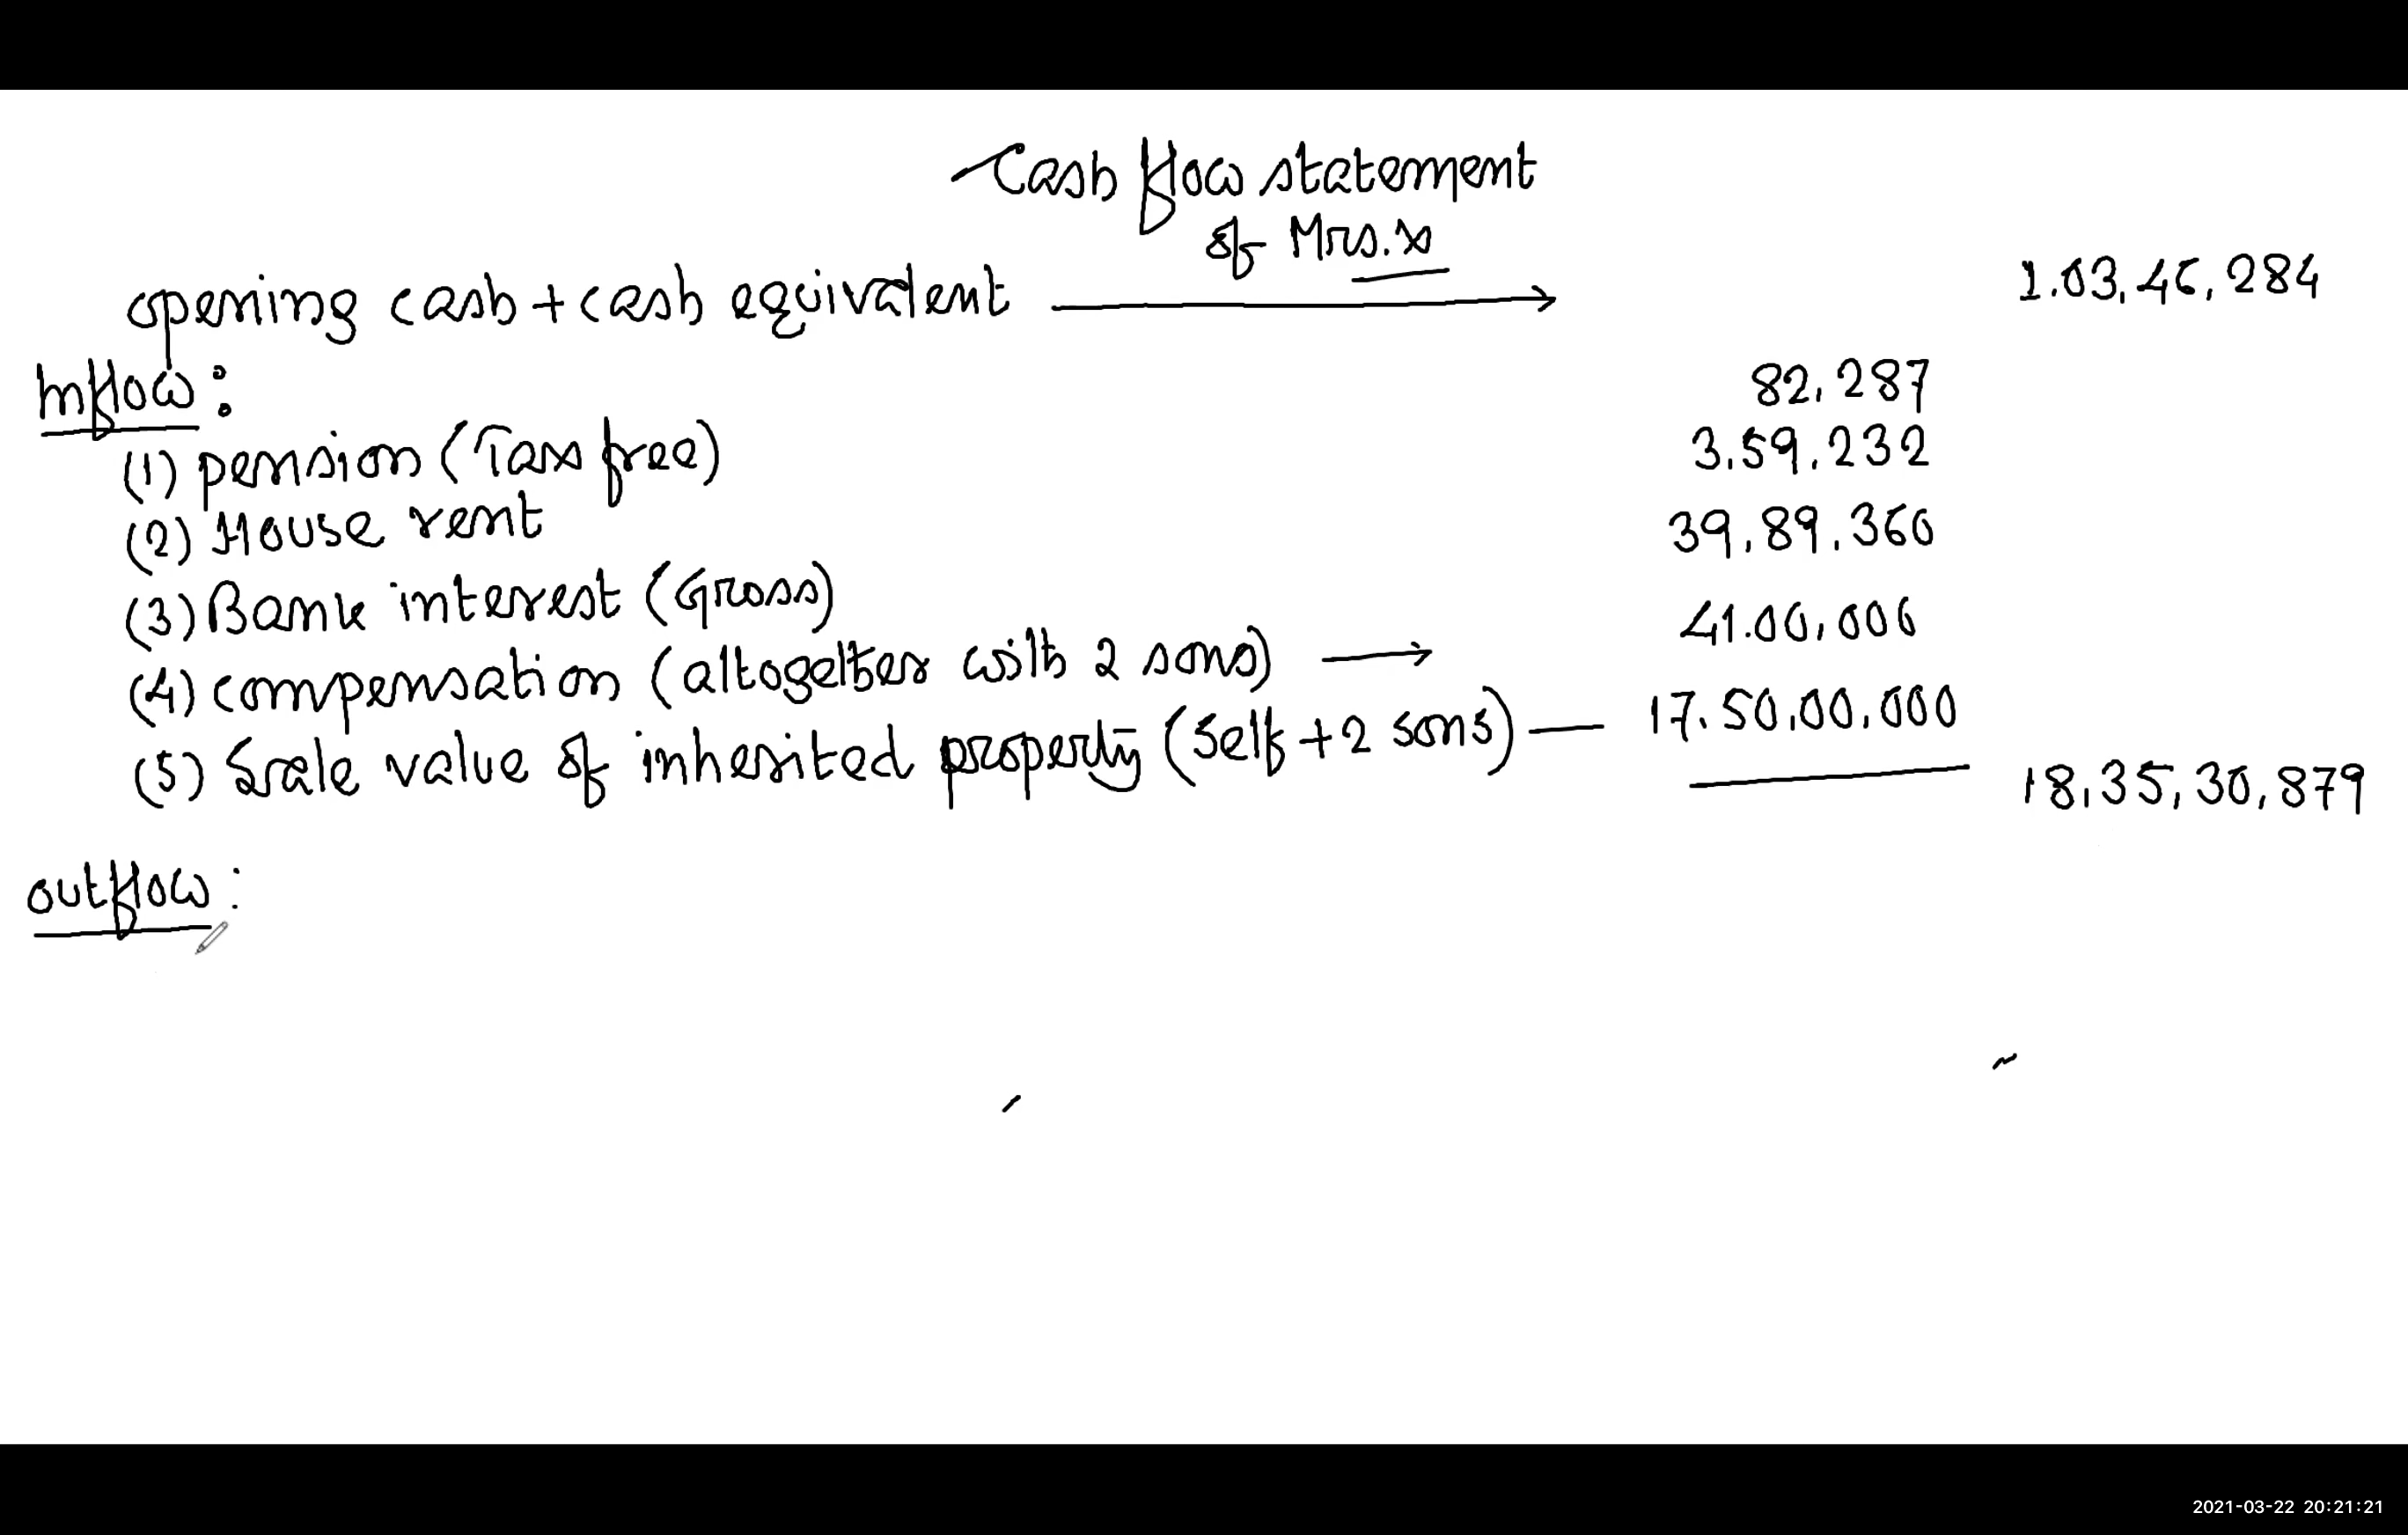 Cash flow statement
of Mrs. X
opening cash + cash equivalent → 1.03,46,284
Inflow:
82,287
(1) pension (Tax free) 3.59.232
(2) House rent 39,89,360
(3) Bank interest (Gross) 41.00,000
(4) compensation (altogether with 2 sons) →
(5) Sale value of inherited property (Self + 2 sons) — 17.50,00,000
18,35,30,879
outflow:
2021-03-22 20:21:21